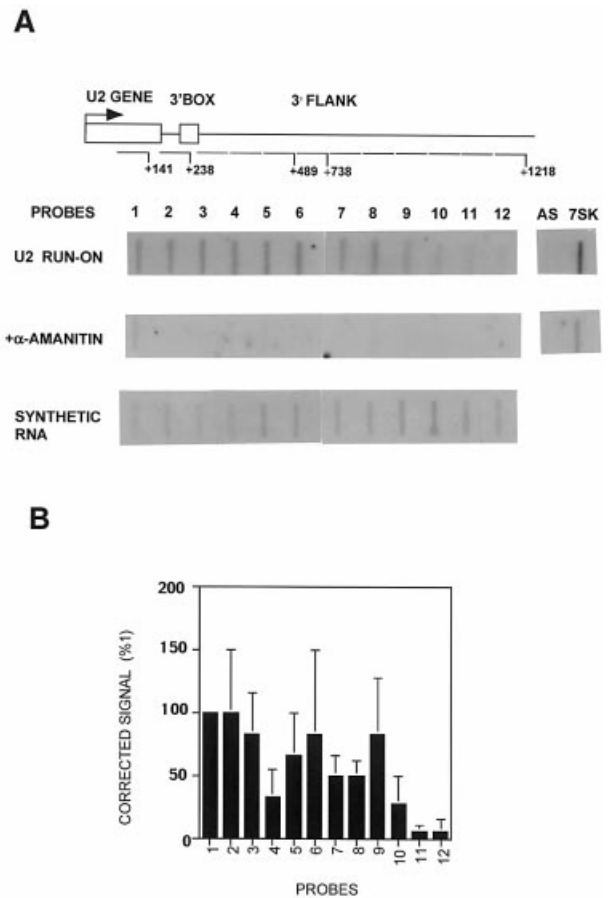 A
U2 GENE 3'BOX 3' FLANK
+141 +238 +489 +738 +1218
PROBES 1 2 3 4 5 6 7 8 9 10 11 12 AS 7SK
U2 RUN-ON
+α-AMANITIN
SYNTHETIC
RNA
B
CORRECTED SIGNAL (%1)
200
150
100
50
0
1 2 3 4 5 6 7 8 9 10 11 12
PROBES